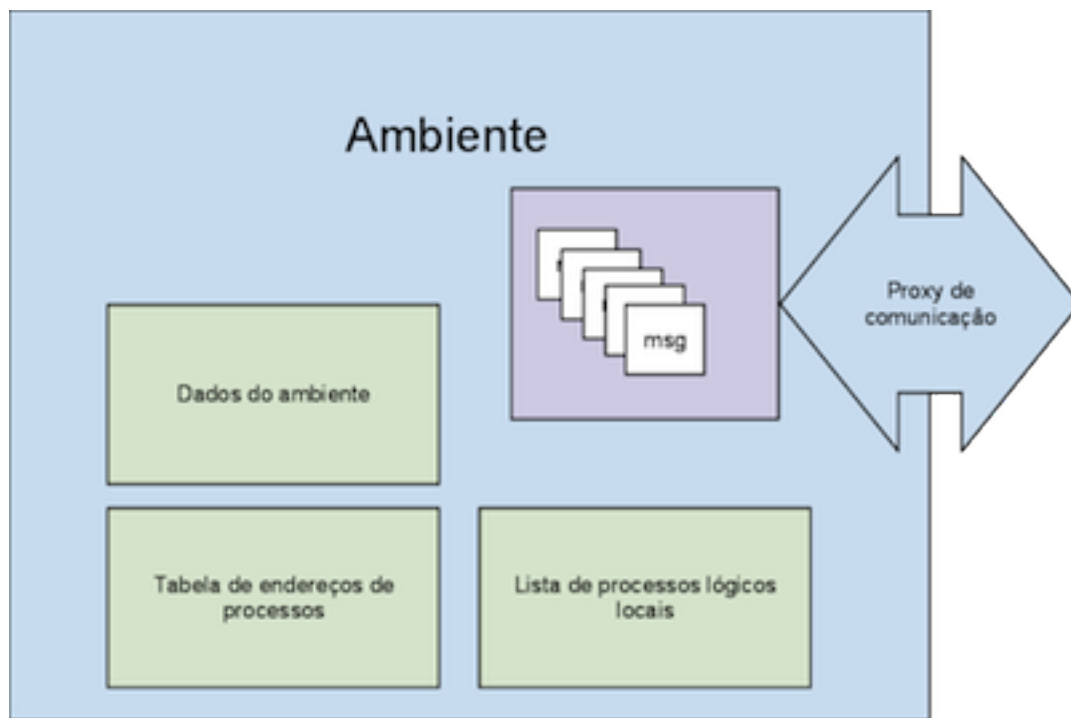 Ambiente
msg
Proxy de
comunicação
Dados do ambiente
Tabela de endereços de
processos
Lista de processos lógicos
locais